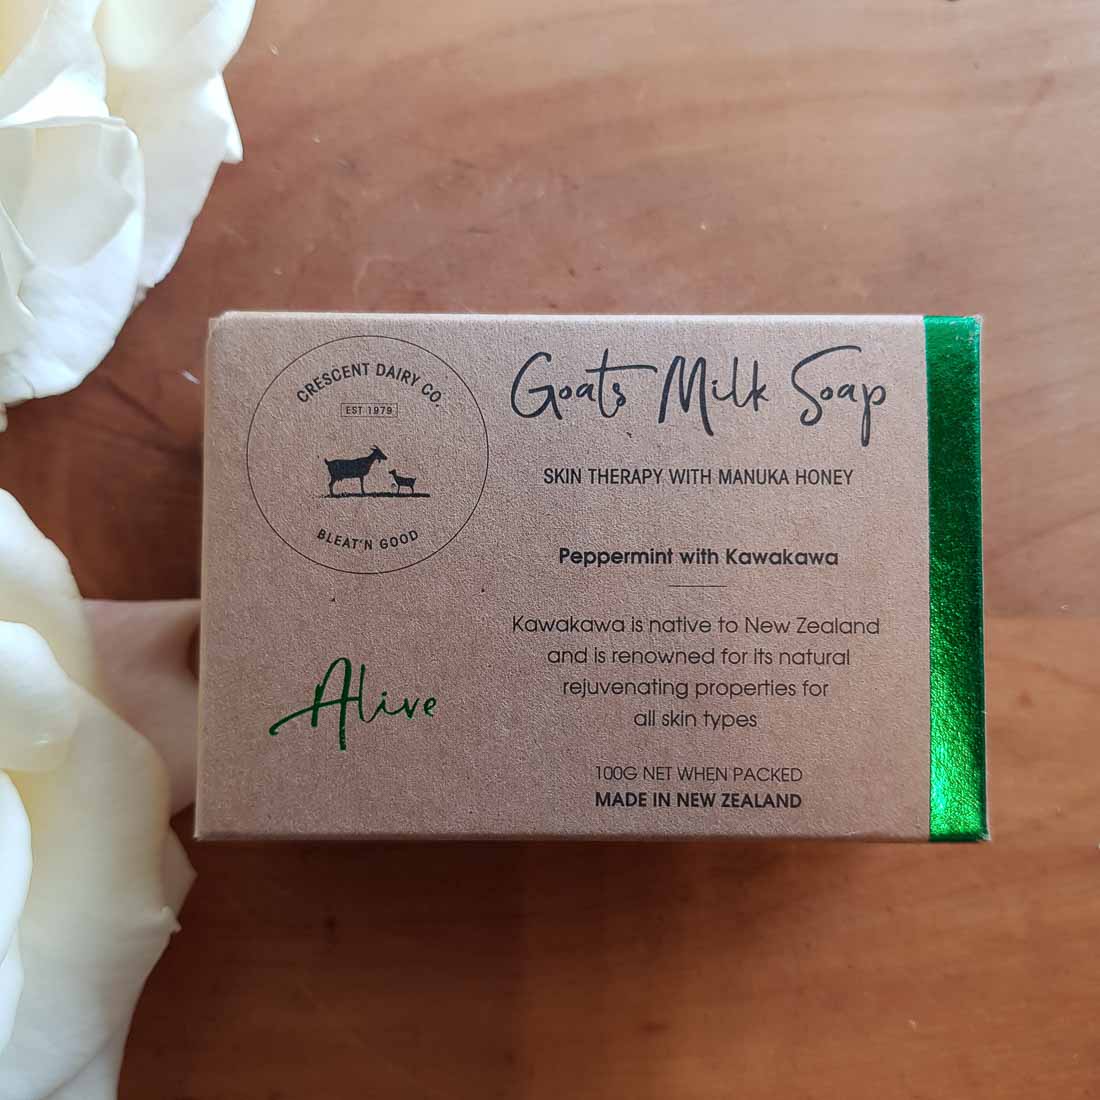 CRESCENT DAIRY CO.
EST 1979
BLEAT'N GOOD
Alive
Goats Milk Soap
SKIN THERAPY WITH MANUKA HONEY
Peppermint with Kawakawa
Kawakawa is native to New Zealand
and is renowned for its natural
rejuvenating properties for
all skin types
100G NET WHEN PACKED
MADE IN NEW ZEALAND